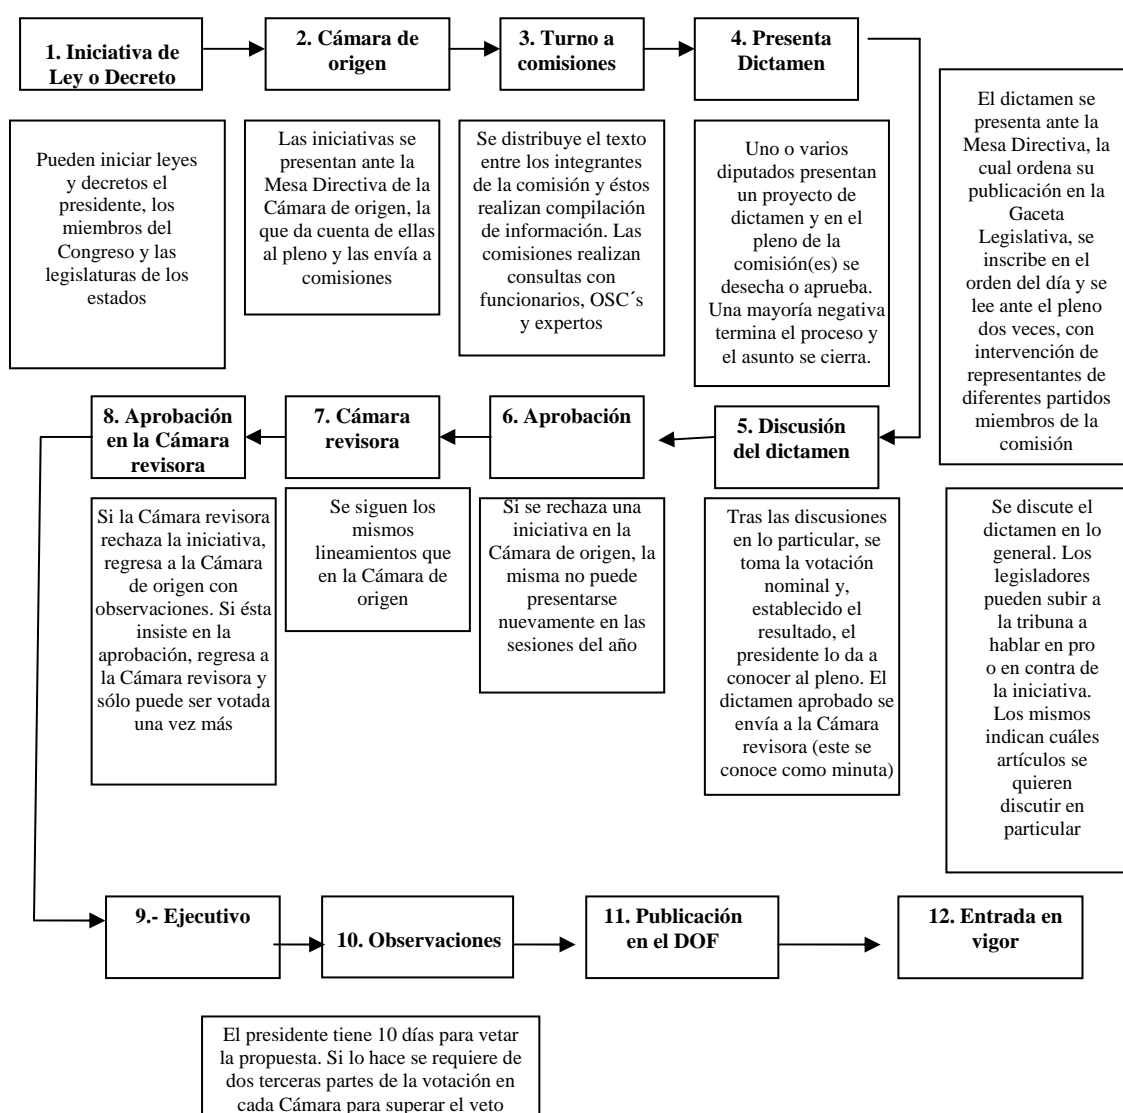 1. Iniciativa de
Ley o Decreto
2. Cámara de
origen
3. Turno a
comisiones
4. Presenta
Dictamen
Pueden iniciar leyes
y decretos el
presidente, los
miembros del
Congreso y las
legislaturas de los
estados
Las iniciativas se
presentan ante la
Mesa Directiva de la
Cámara de origen, la
que da cuenta de ellas
al pleno y las envía a
comisiones
Se distribuye el texto
entre los integrantes
de la comisión y éstos
realizan compilación
de información. Las
comisiones realizan
consultas con
funcionarios, OSC´s
y expertos
Uno o varios
diputados presentan
un proyecto de
dictamen y en el
pleno de la
comisión(es) se
desecha o aprueba.
Una mayoría negativa
termina el proceso y
el asunto se cierra.
El dictamen se
presenta ante la
Mesa Directiva, la
cual ordena su
publicación en la
Gaceta
Legislativa, se
inscribe en el
orden del día y se
lee ante el pleno
dos veces, con
intervención de
representantes de
diferentes partidos
miembros de la
comisión
5. Discusión
del dictamen
6. Aprobación
7. Cámara
revisora
8. Aprobación
en la Cámara
revisora
Se discute el
dictamen en lo
general. Los
legisladores
pueden subir a
la tribuna a
hablar en pro
o en contra de
la iniciativa.
Los mismos
indican cuáles
artículos se
quieren
discutir en
particular
Tras las discusiones
en lo particular, se
toma la votación
nominal y,
establecido el
resultado, el
presidente lo da a
conocer al pleno. El
dictamen aprobado se
envía a la Cámara
revisora (este se
conoce como minuta)
Si se rechaza una
iniciativa en la
Cámara de origen, la
misma no puede
presentarse
nuevamente en las
sesiones del año
Se siguen los
mismos
lineamientos que
en la Cámara de
origen
Si la Cámara revisora
rechaza la iniciativa,
regresa a la Cámara
de origen con
observaciones. Si ésta
insiste en la
aprobación, regresa a
la Cámara revisora y
sólo puede ser votada
una vez más
9.- Ejecutivo
10. Observaciones
11. Publicación
en el DOF
12. Entrada en
vigor
El presidente tiene 10 días para vetar
la propuesta. Si lo hace se requiere de
dos terceras partes de la votación en
cada Cámara para superar el veto